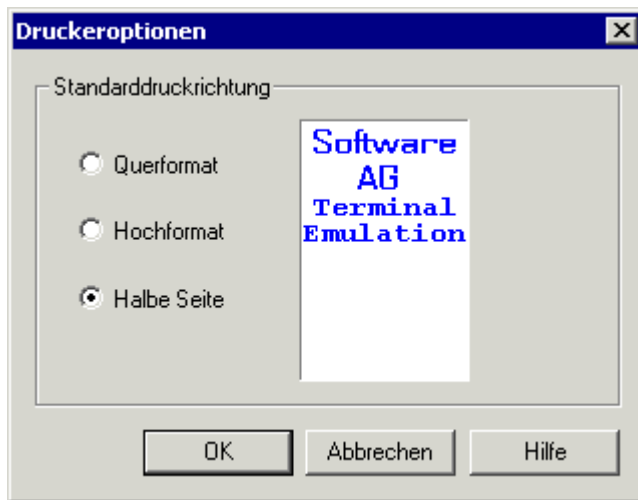 Druckeroptionen
Standarddruckrichtung
Querformat
Hochformat
Halbe Seite
Software
AG
Terminal
Emulation
OK
Abbrechen
Hilfe